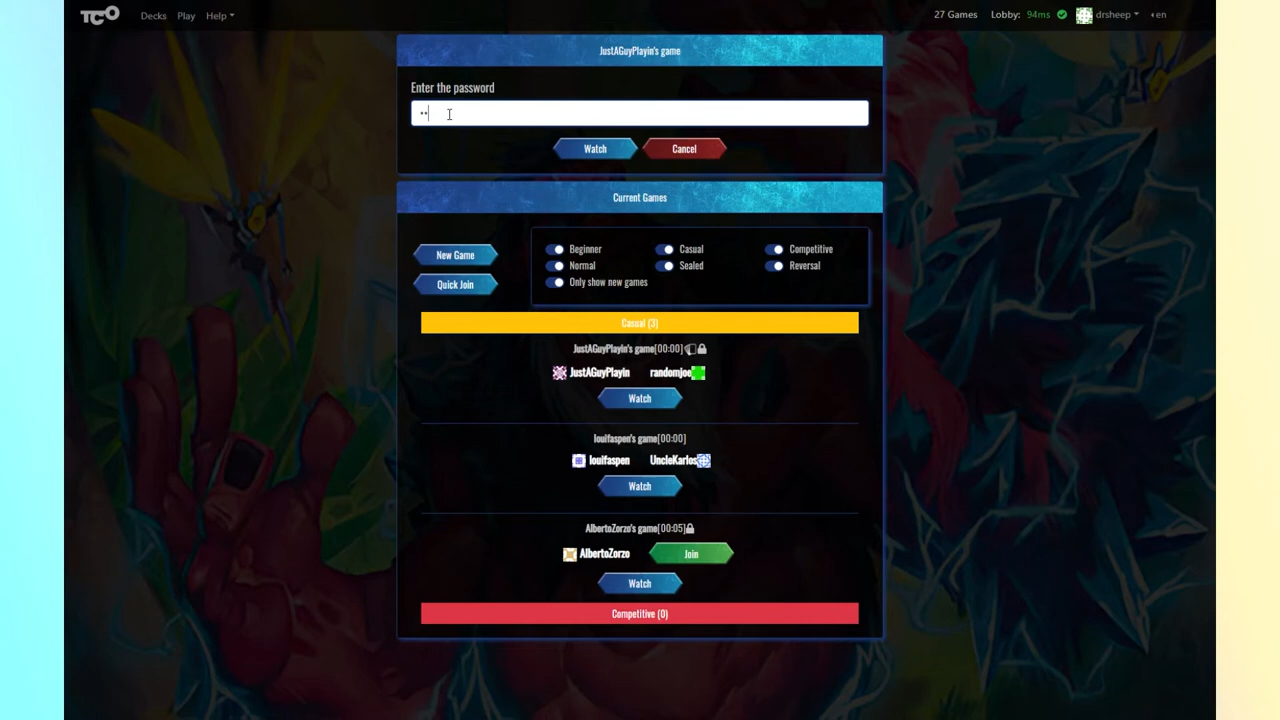 TCO Decks Play Help 27 Games Lobby: 94ms drsheep en
JustAGuyPlayin's game
Enter the password
••
Watch Cancel
Current Games
New Game
Quick Join
Beginner Casual Competitive
Normal Sealed Reversal
Only show new games
Casual (3)
JustAGuyPlayin's game[00:00]
JustAGuyPlayin randomjoe
Watch
louifaspen's game[00:00]
louifaspen UncleKarlos
Watch
AlbertoZorzo's game[00:05]
AlbertoZorzo Join
Watch
Competitive (0)